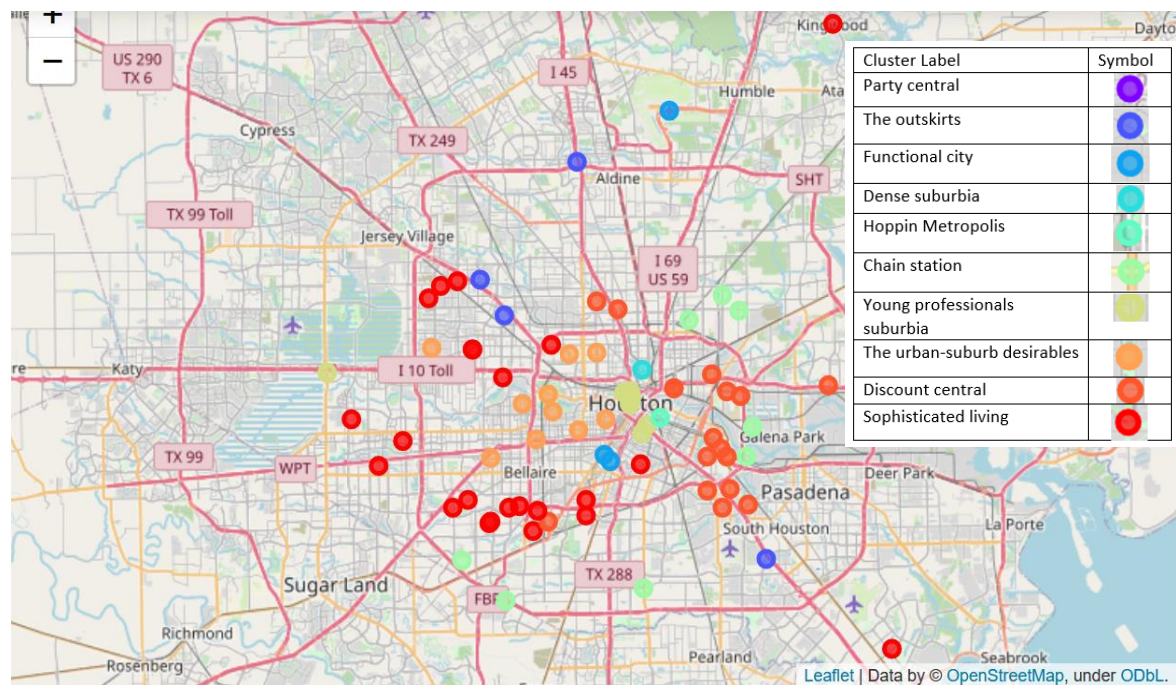 +
−
US 290
TX 6
I 45
Kingwood
Dayto
Humble
Ata
Cypress
TX 249
Aldine
SHT
TX 99 Toll
Jersey Village
I 69
US 59
re
Katy
I 10 Toll
Houston
Galena Park
TX 99
WPT
Bellaire
Deer Park
Pasadena
La Porte
South Houston
Sugar Land
TX 288
FBP
Richmond
Pearland
Seabrook
Rosenberg
Cluster Label Symbol
Party central
The outskirts
Functional city
Dense suburbia
Hoppin Metropolis
Chain station
Young professionals
suburbia
The urban-suburb desirables
Discount central
Sophisticated living
Leaflet | Data by © OpenStreetMap, under ODbL.